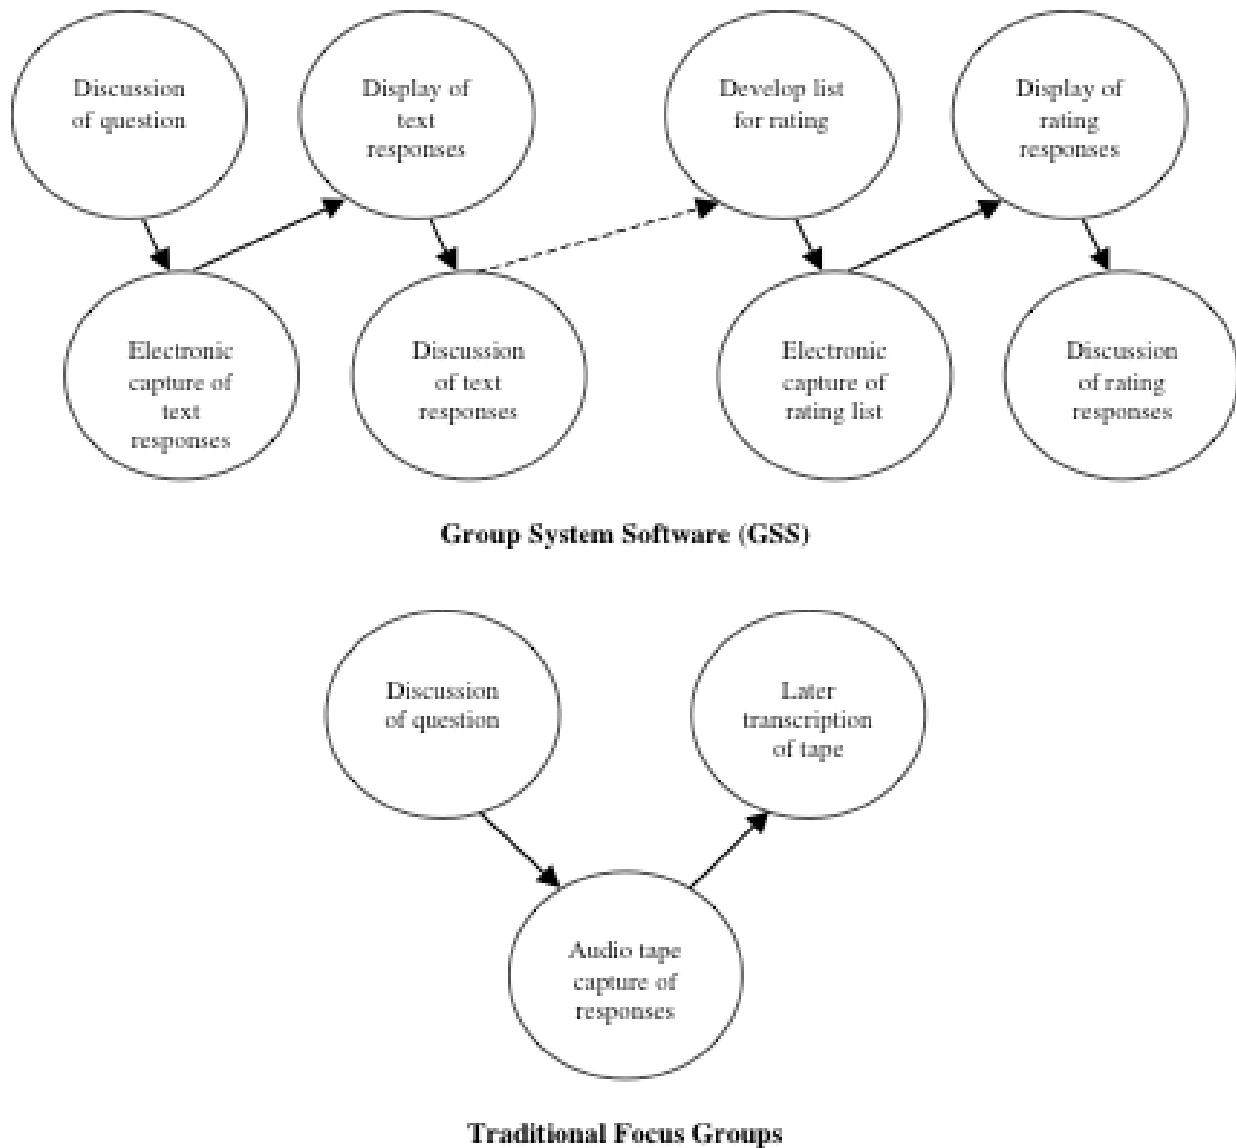 Discussion
of question
Electronic
capture of
text
responses
Display of
text
responses
Discussion
of text
responses
Develop list
for rating
Electronic
capture of
rating list
Display of
rating
responses
Discussion
of rating
responses
Group System Software (GSS)
Discussion
of question
Audio tape
capture of
responses
Later
transcription
of tape
Traditional Focus Groups